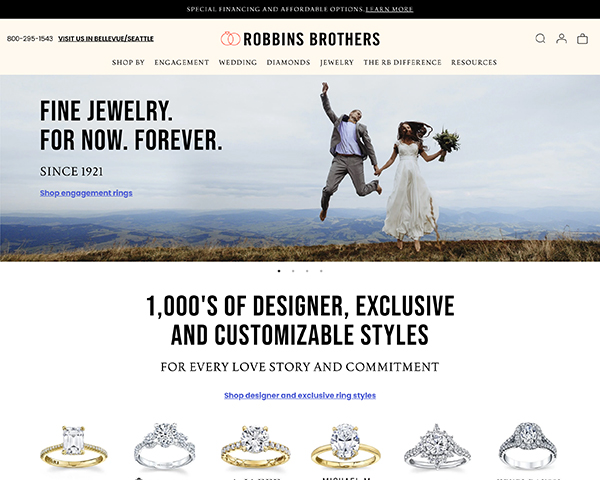 SPECIAL FINANCING AND AFFORDABLE OPTIONS. LEARN MORE
800-295-1543 VISIT US IN BELLEVUE/SEATTLE
ROBBINS BROTHERS
SHOP BY ENGAGEMENT WEDDING DIAMONDS JEWELRY THE RB DIFFERENCE RESOURCES
FINE JEWELRY.
FOR NOW. FOREVER.
SINCE 1921
Shop engagement rings
1,000'S OF DESIGNER, EXCLUSIVE
AND CUSTOMIZABLE STYLES
FOR EVERY LOVE STORY AND COMMITMENT
Shop designer and exclusive ring styles